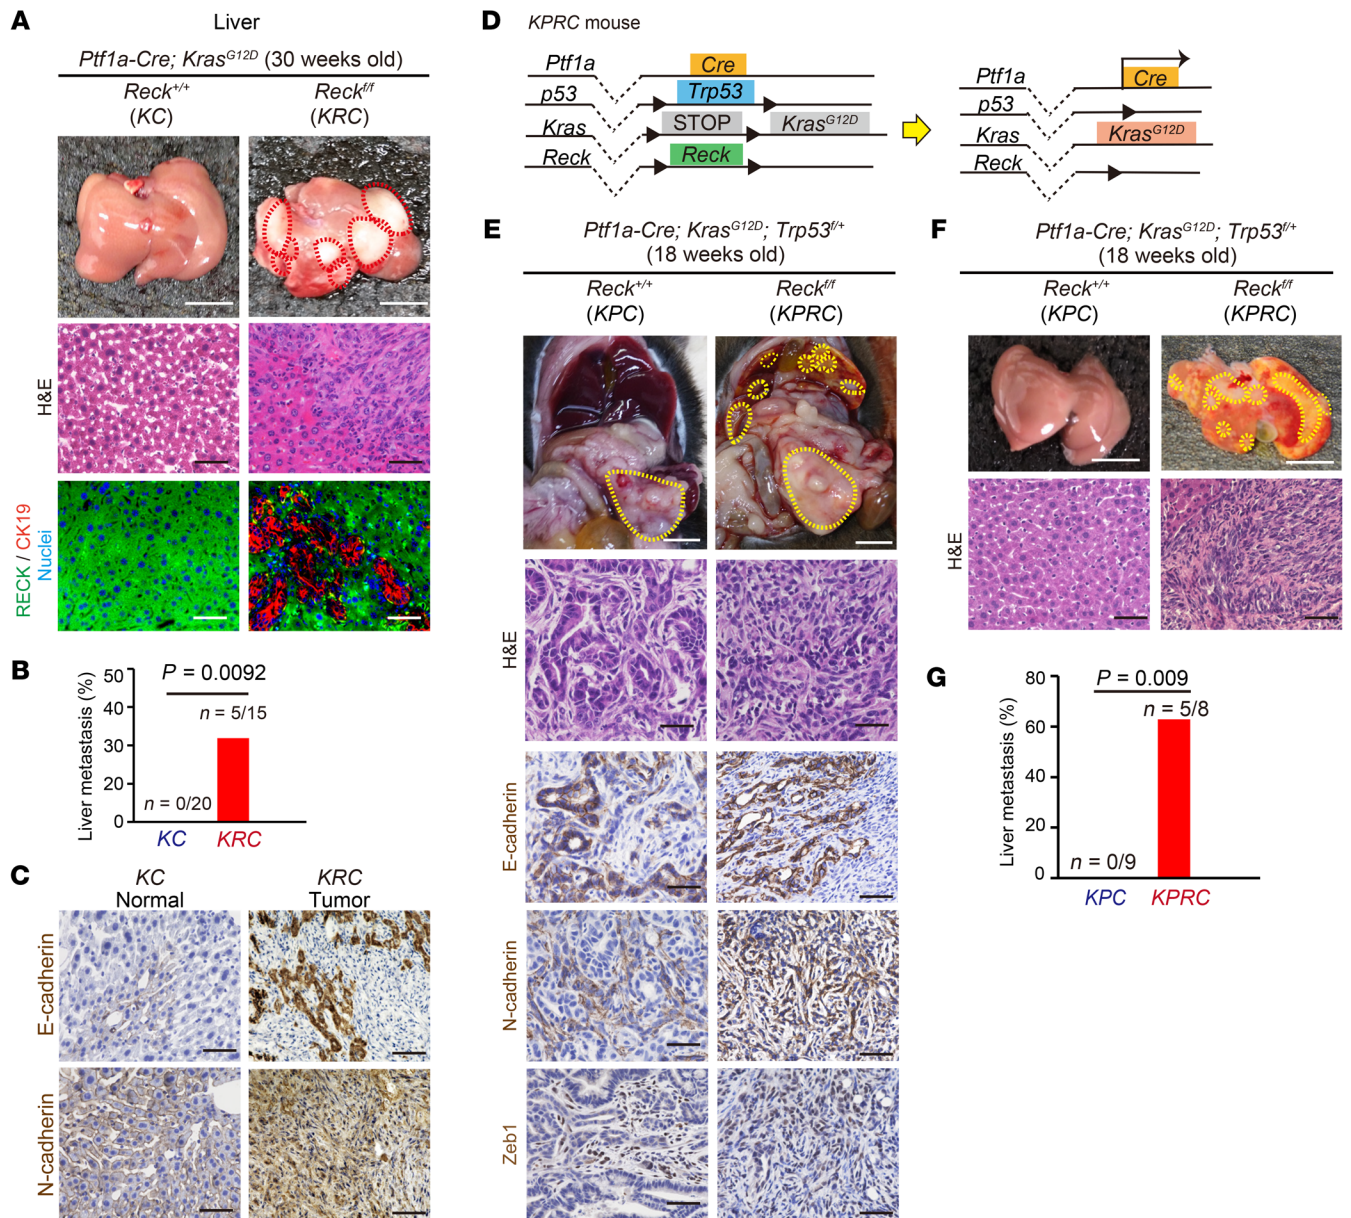 A
Liver
Ptf1a-Cre; KrasG12D (30 weeks old)
Reck+/+
(KC)
Reckf/f
(KRC)
H&E
RECK / CK19
Nuclei
B
Liver metastasis (%)
50
40
30
20
0
P = 0.0092
n = 5/15
n = 0/20
KC
KRC
C
KC
Normal
KRC
Tumor
E-cadherin
N-cadherin
D
KPRC mouse
Ptf1a
Cre
p53
Trp53
Kras
STOP
KrasG12D
Reck
Reck
Ptf1a
Cre
p53
Kras
KrasG12D
Reck
E
Ptf1a-Cre; KrasG12D; Trp53f/+
(18 weeks old)
Reck+/+
(KPC)
Reckf/f
(KPRC)
H&E
E-cadherin
N-cadherin
Zeb1
F
Ptf1a-Cre; KrasG12D; Trp53f/+
(18 weeks old)
Reck+/+
(KPC)
Reckf/f
(KPRC)
H&E
G
Liver metastasis (%)
80
60
40
20
0
P = 0.009
n = 5/8
n = 0/9
KPC
KPRC